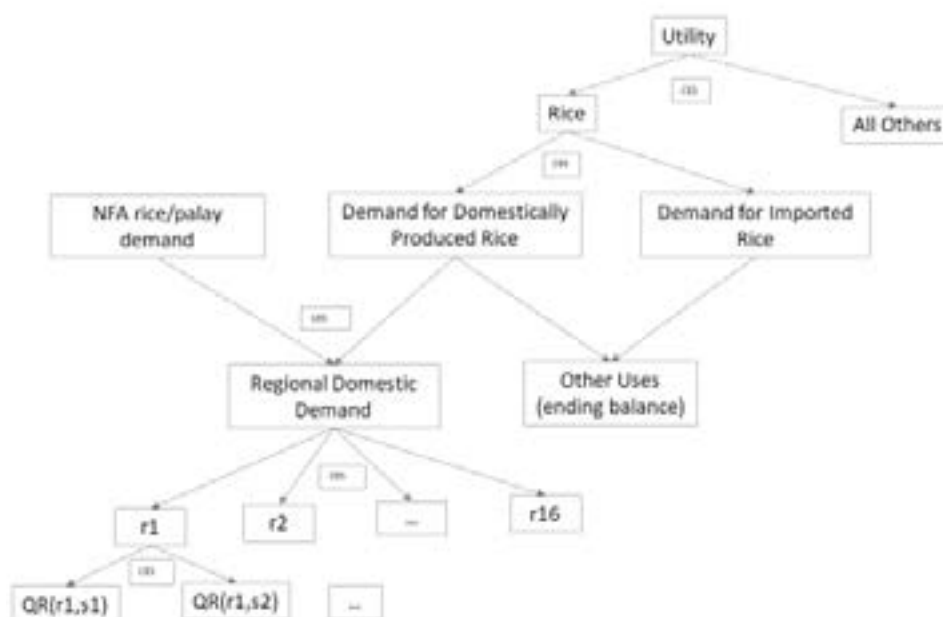 Utility
Rice
All Others
NFA rice/palay
demand
Demand for Domestically
Produced Rice
Demand for Imported
Rice
Regional Domestic
Demand
Other Uses
(ending balance)
r1
r2
...
r16
QR(r1,s1)
QR(r1,s2)
...